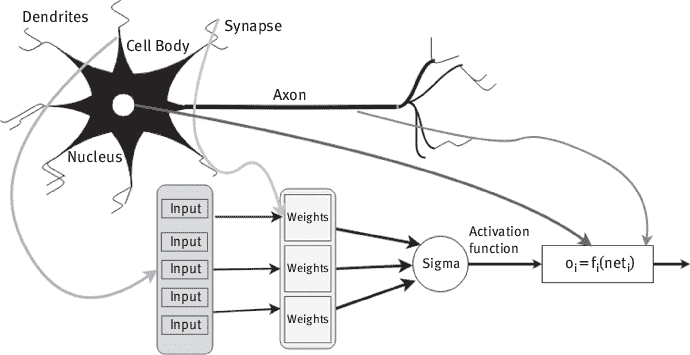 Dendrites
Synapse
Cell Body
Axon
Nucleus
Input
Input
Input
Input
Input
Weights
Weights
Weights
Sigma
Activation
function
oᵢ=fᵢ(netᵢ)